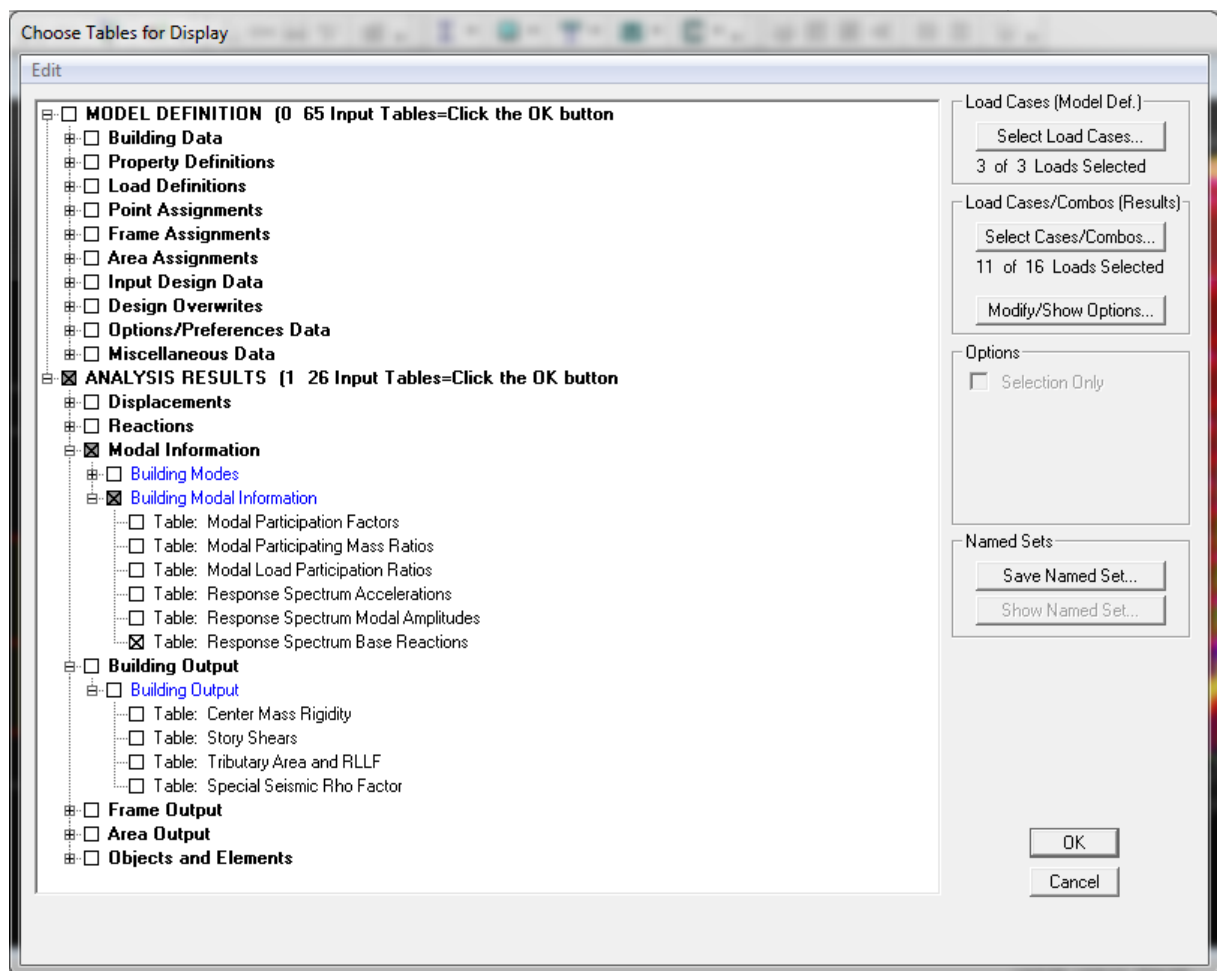 Choose Tables for Display
Edit
MODEL DEFINITION (0 65 Input Tables=Click the OK button
Building Data
Property Definitions
Load Definitions
Point Assignments
Frame Assignments
Area Assignments
Input Design Data
Design Overwrites
Options/Preferences Data
Miscellaneous Data
ANALYSIS RESULTS (1 26 Input Tables=Click the OK button
Displacements
Reactions
Modal Information
Building Modes
Building Modal Information
Table: Modal Participation Factors
Table: Modal Participating Mass Ratios
Table: Modal Load Participation Ratios
Table: Response Spectrum Accelerations
Table: Response Spectrum Modal Amplitudes
Table: Response Spectrum Base Reactions
Building Output
Building Output
Table: Center Mass Rigidity
Table: Story Shears
Table: Tributary Area and RLLF
Table: Special Seismic Rho Factor
Frame Output
Area Output
Objects and Elements
Load Cases (Model Def.)
Select Load Cases...
3 of 3 Loads Selected
Load Cases/Combos (Results)
Select Cases/Combos...
11 of 16 Loads Selected
Modify/Show Options...
Options
Selection Only
Named Sets
Save Named Set...
Show Named Set...
OK
Cancel